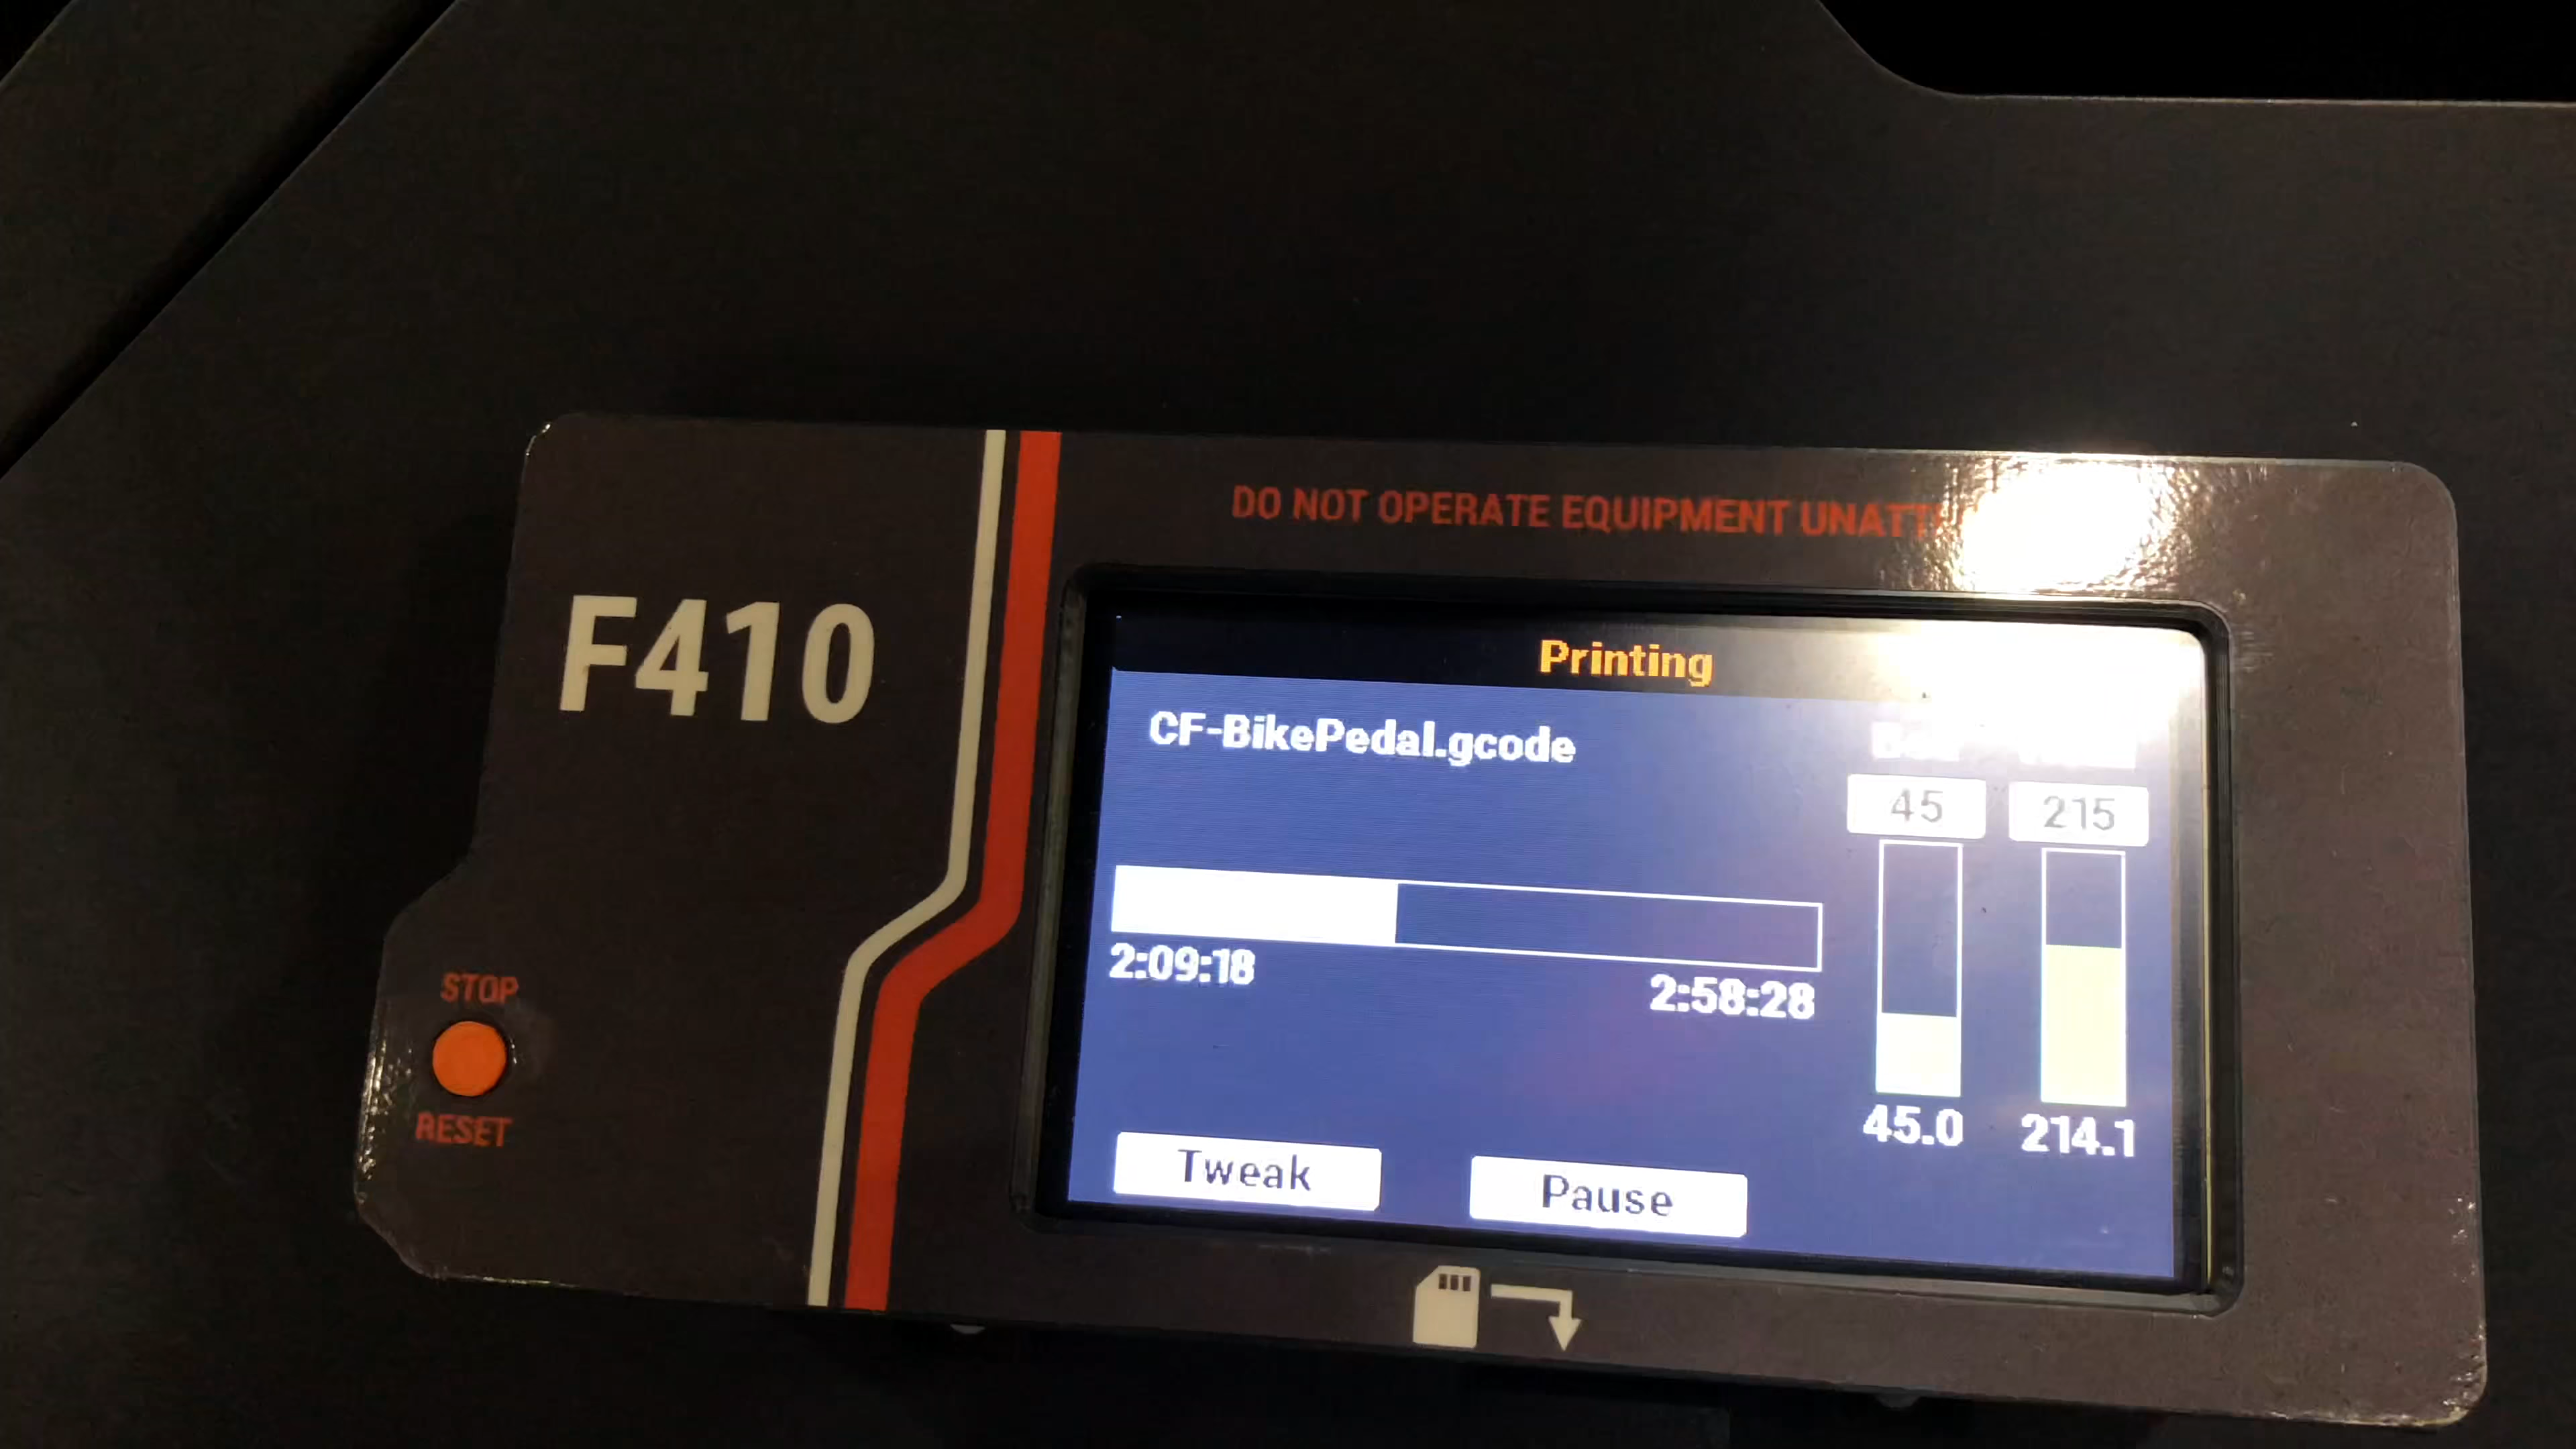 DO NOT OPERATE EQUIPMENT
F410
Printing
CF-BikePedal.gcode
45 215
2:09:18
2:58:28
45.0 214.1
STOP
RESET
Tweak Pause